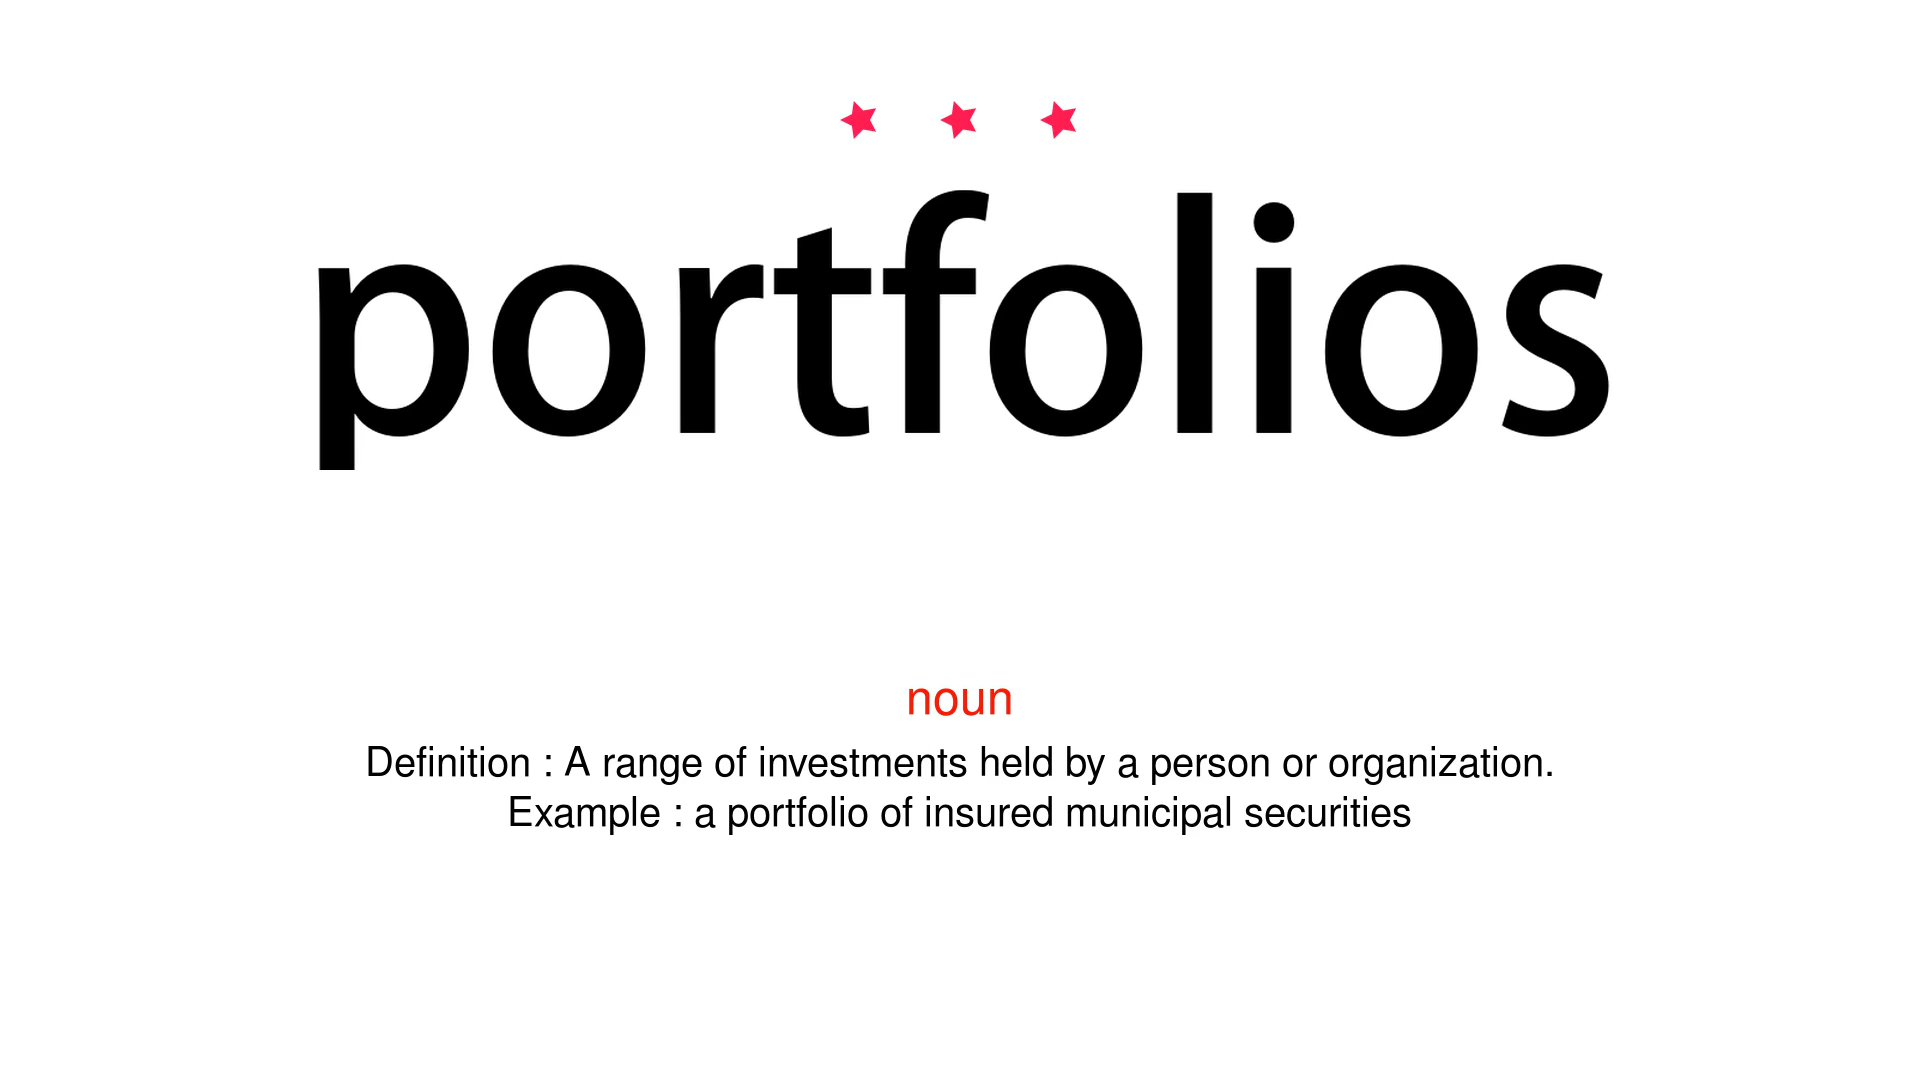 portfolios
noun
Definition : A range of investments held by a person or organization.
Example : a portfolio of insured municipal securities